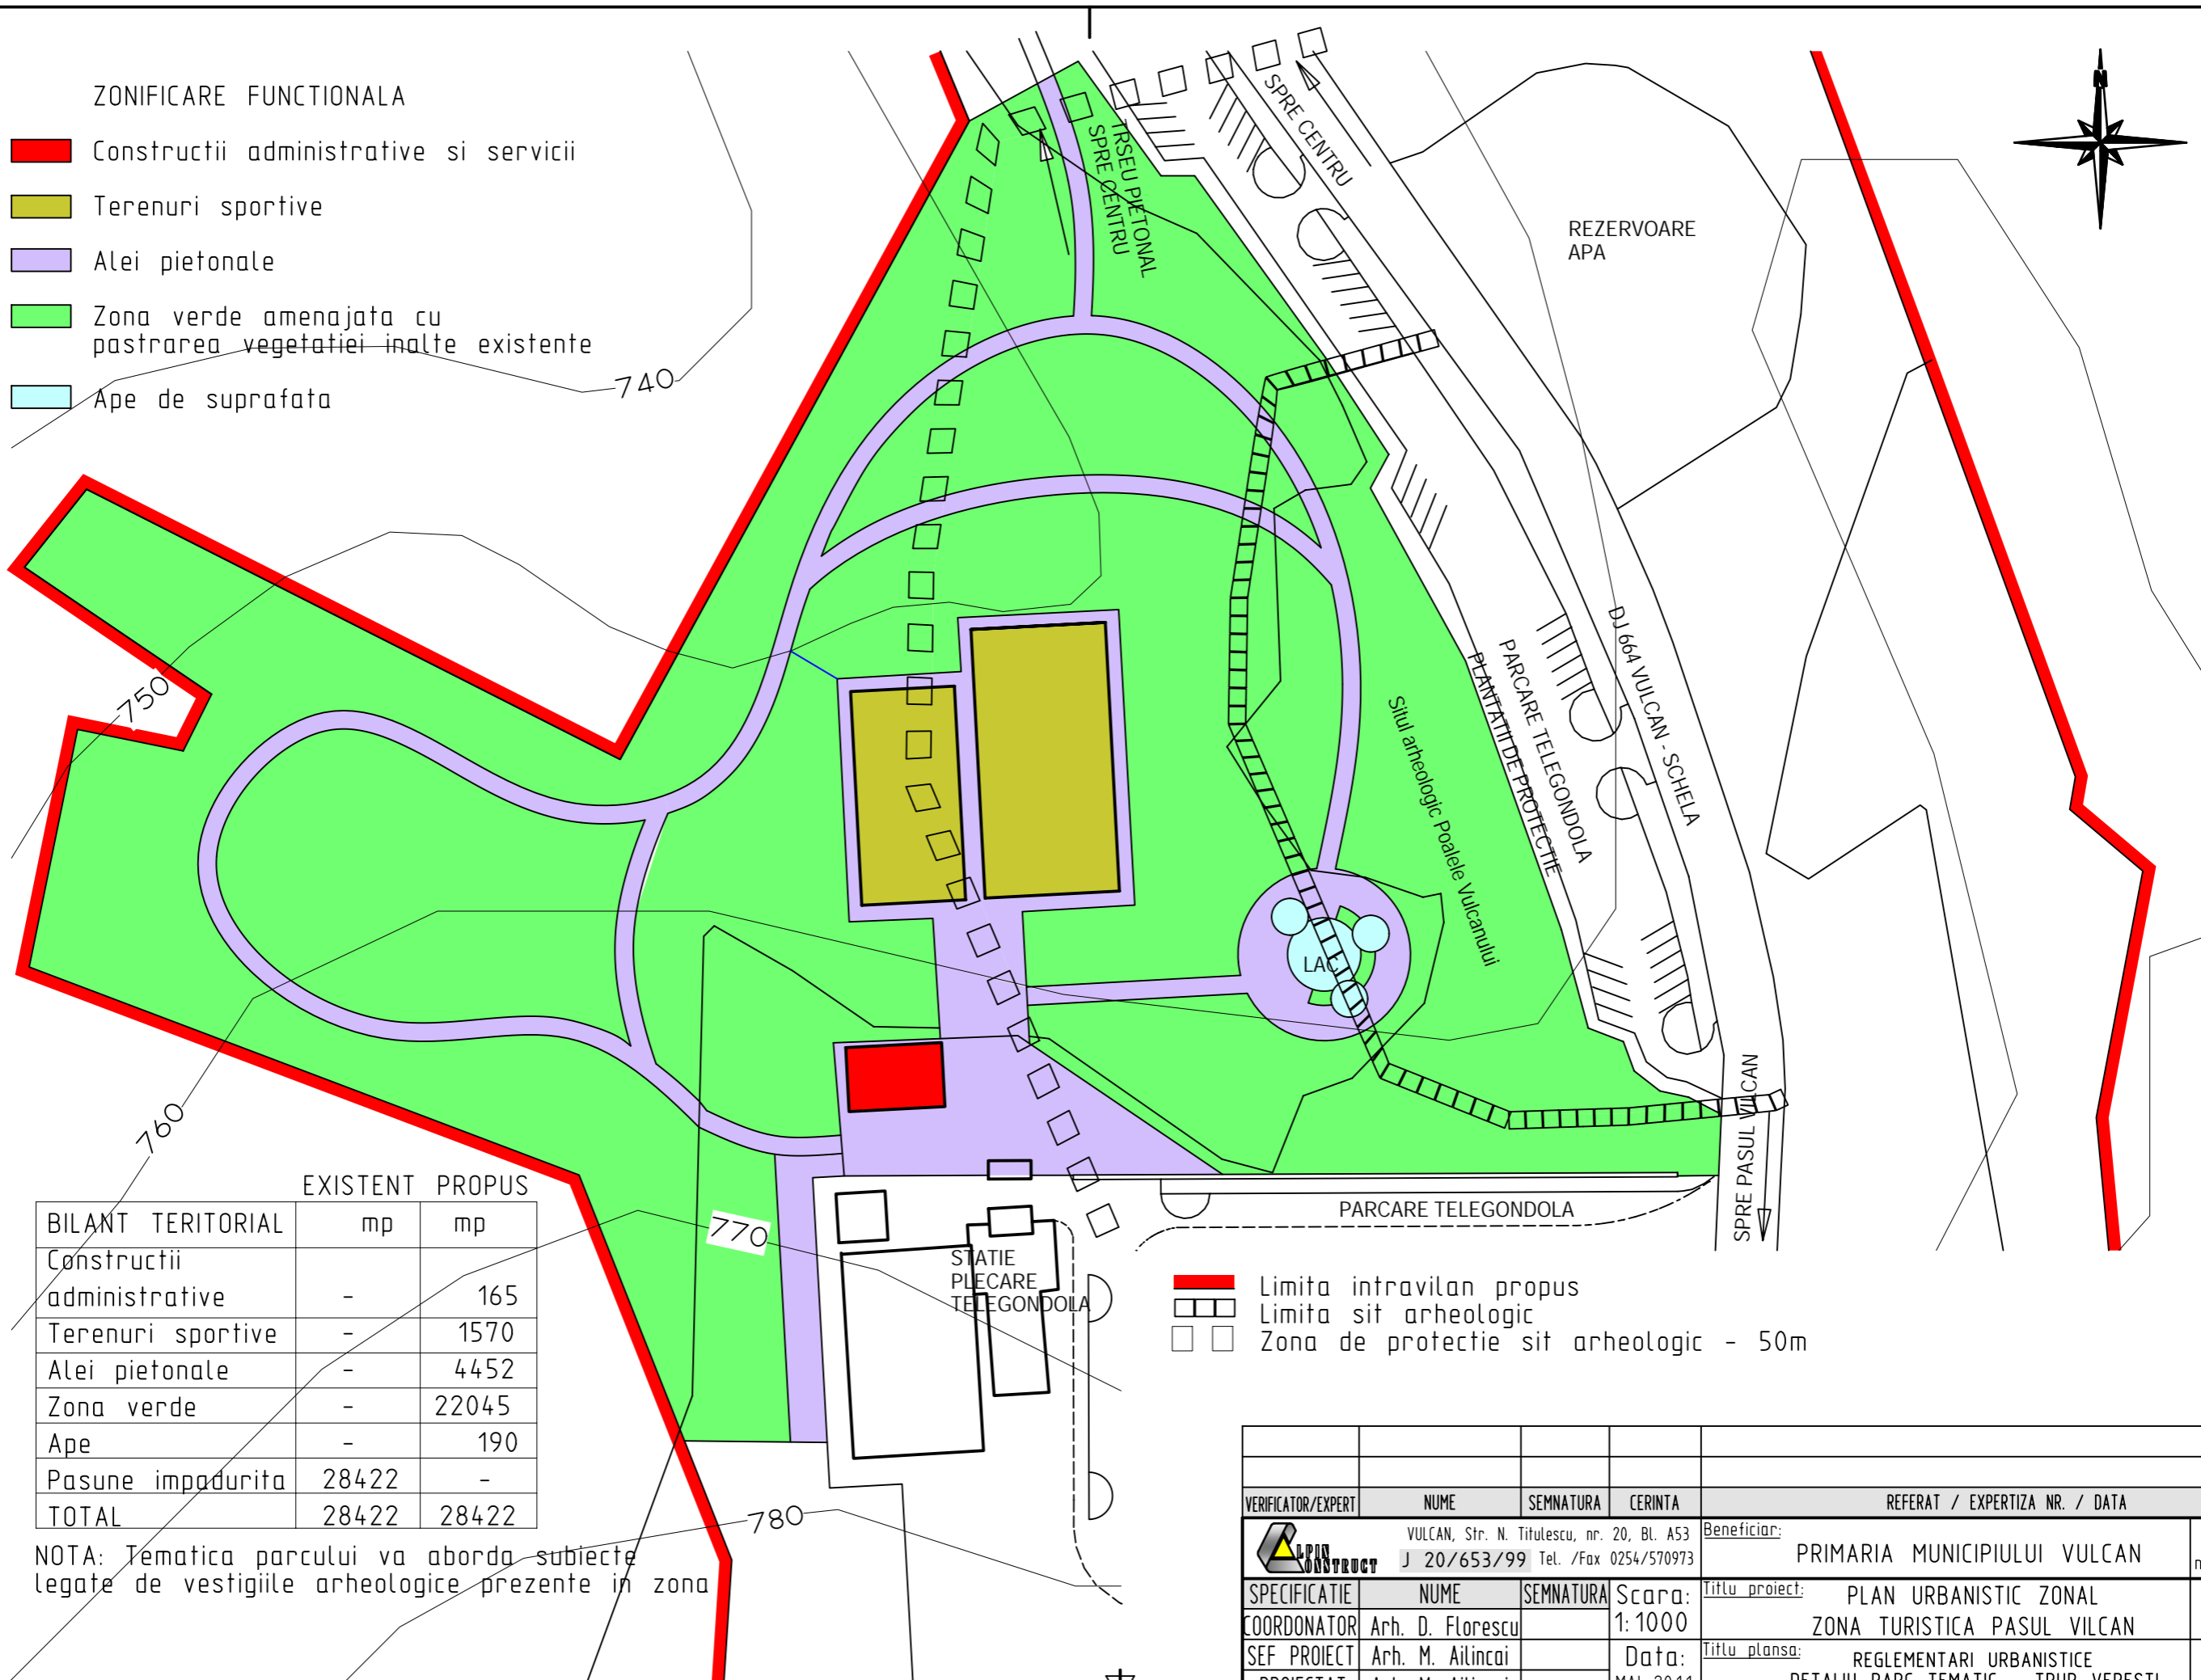 ZONIFICARE FUNCTIONALA
Constructii administrative si servicii
Terenuri sportive
Alei pietonale
Zona verde amenajata cu
pastrarea vegetatiei inalte existente
Ape de suprafata
N
SPRE CENTRU
TRSEU PIETONAL
SPRE CENTRU
REZERVOARE
APA
740
750
760
770
780
DJ 664 VULCAN - SCHELA
PARCARE TELEGONDOLA
PLANTATII DE PROTECTIE
Situl arheologic Poalele Vulcanului
LAC
SPRE PASUL VILCAN
PARCARE TELEGONDOLA
STATIE
PLECARE
TELEGONDOLA
EXISTENT PROPUS
BILANT TERITORIAL mp mp
Constructii
administrative - 165
Terenuri sportive - 1570
Alei pietonale - 4452
Zona verde - 22045
Ape - 190
Pasune impadurita 28422 -
TOTAL 28422 28422
NOTA: Tematica parcului va aborda subiecte
legate de vestigiile arheologice prezente in zona
Limita intravilan propus
Limita sit arheologic
Zona de protectie sit arheologic - 50m
VERIFICATOR/EXPERT NUME SEMNATURA CERINTA REFERAT / EXPERTIZA NR. / DATA
ALPIN CONSTRUCT
VULCAN, Str. N. Titulescu, nr. 20, Bl. A53
J 20/653/99 Tel. /Fax 0254/570973
Beneficiar:
PRIMARIA MUNICIPIULUI VULCAN
SPECIFICATIE NUME SEMNATURA Scara:
1:1000
Titlu proiect: PLAN URBANISTIC ZONAL
ZONA TURISTICA PASUL VILCAN
COORDONATOR Arh. D. Florescu
SEF PROIECT Arh. M. Ailincai Data:
Titlu plansa: REGLEMENTARI URBANISTICE